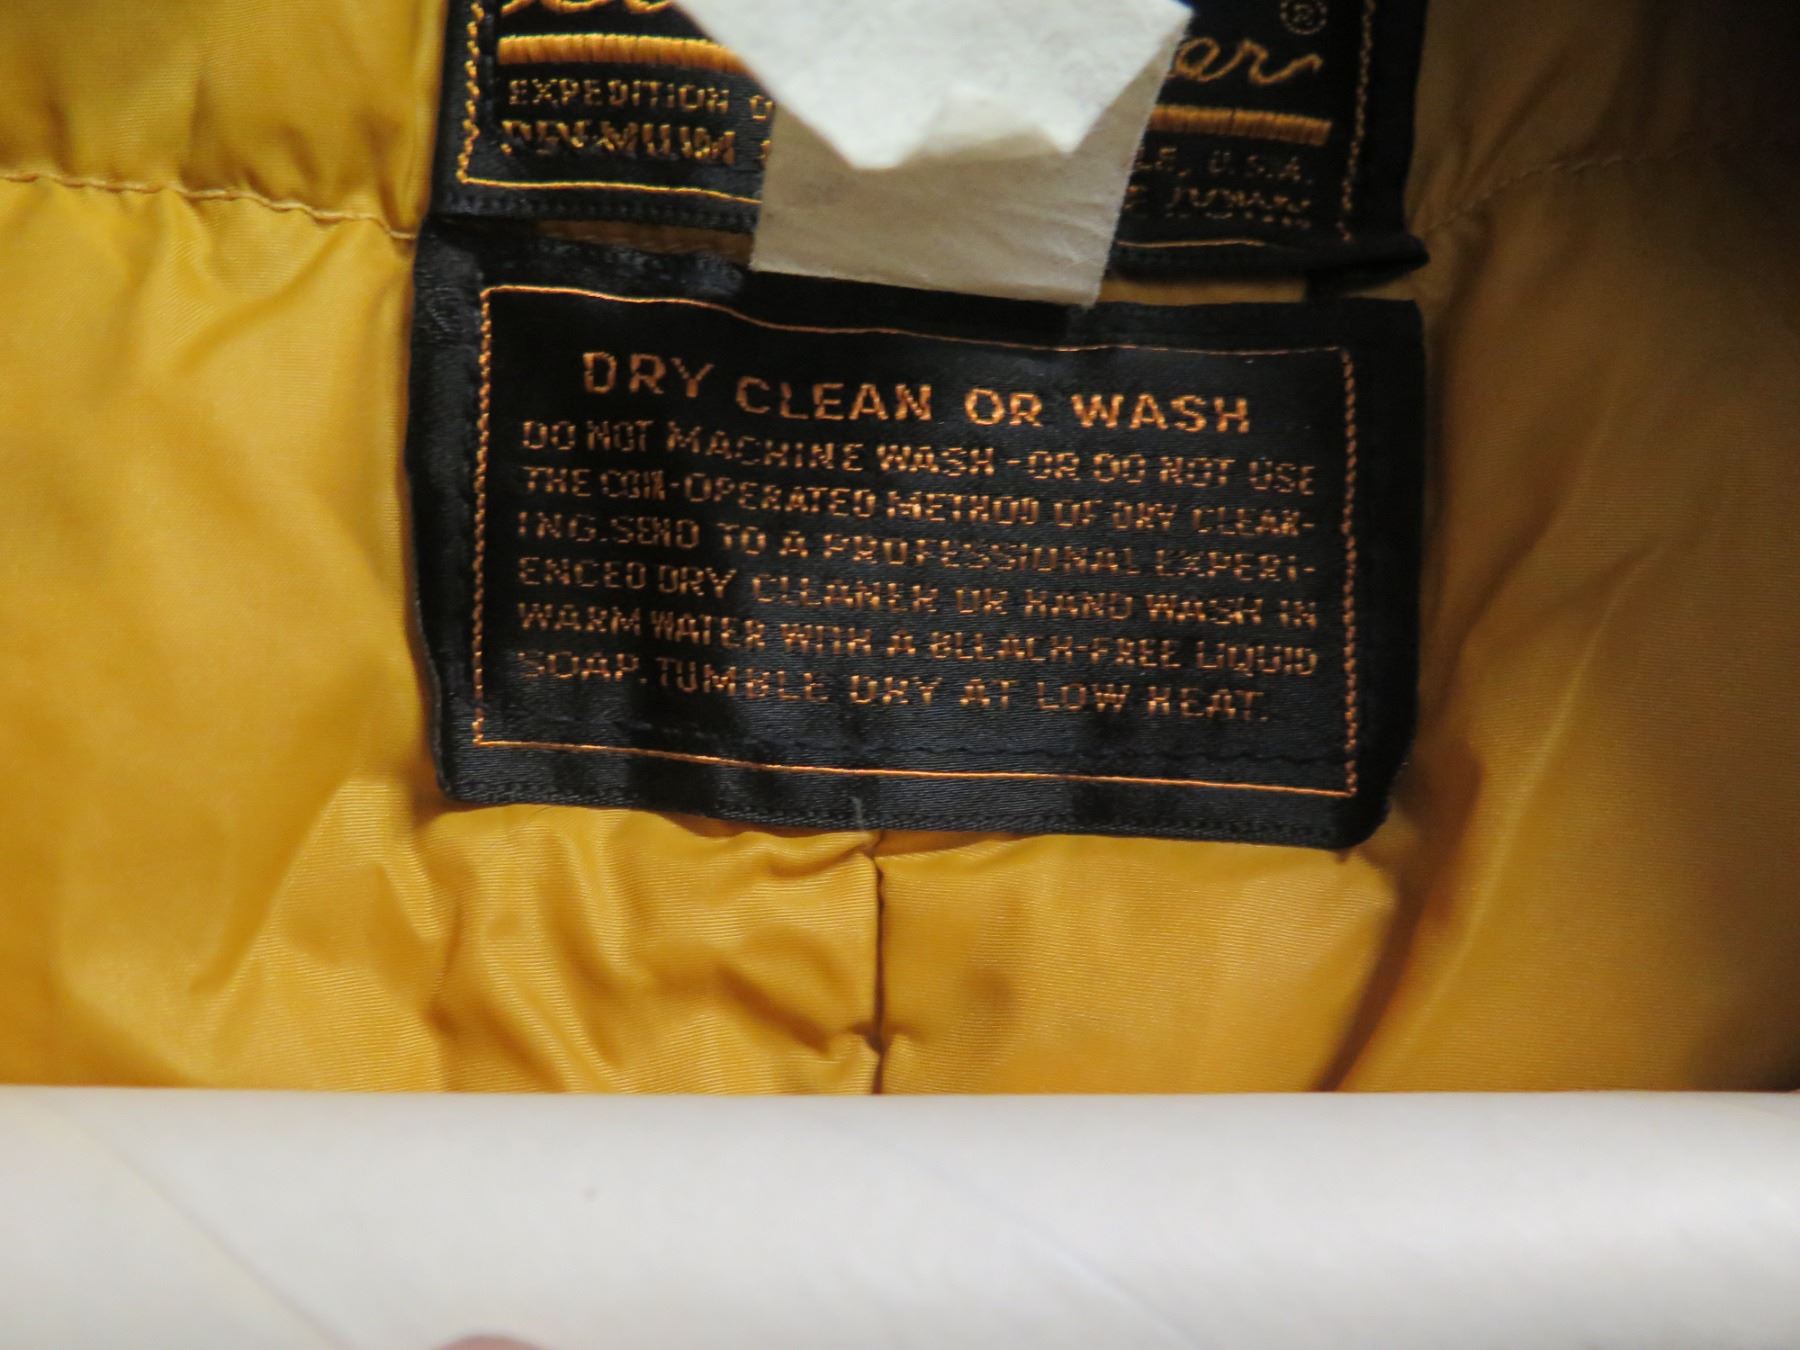 ®
EXPEDITION
PREMIUM U.S.A.
DRY CLEAN OR WASH
DO NOT MACHINE WASH-OR DO NOT USE
THE COIN-OPERATED METHOD OF DRY CLEAN-
ING. SEND TO A PROFESSIONAL EXPERI-
ENCED DRY CLEANER OR HAND WASH IN
WARM WATER WITH A BLEACH-FREE LIQUID
SOAP. TUMBLE DRY AT LOW HEAT.